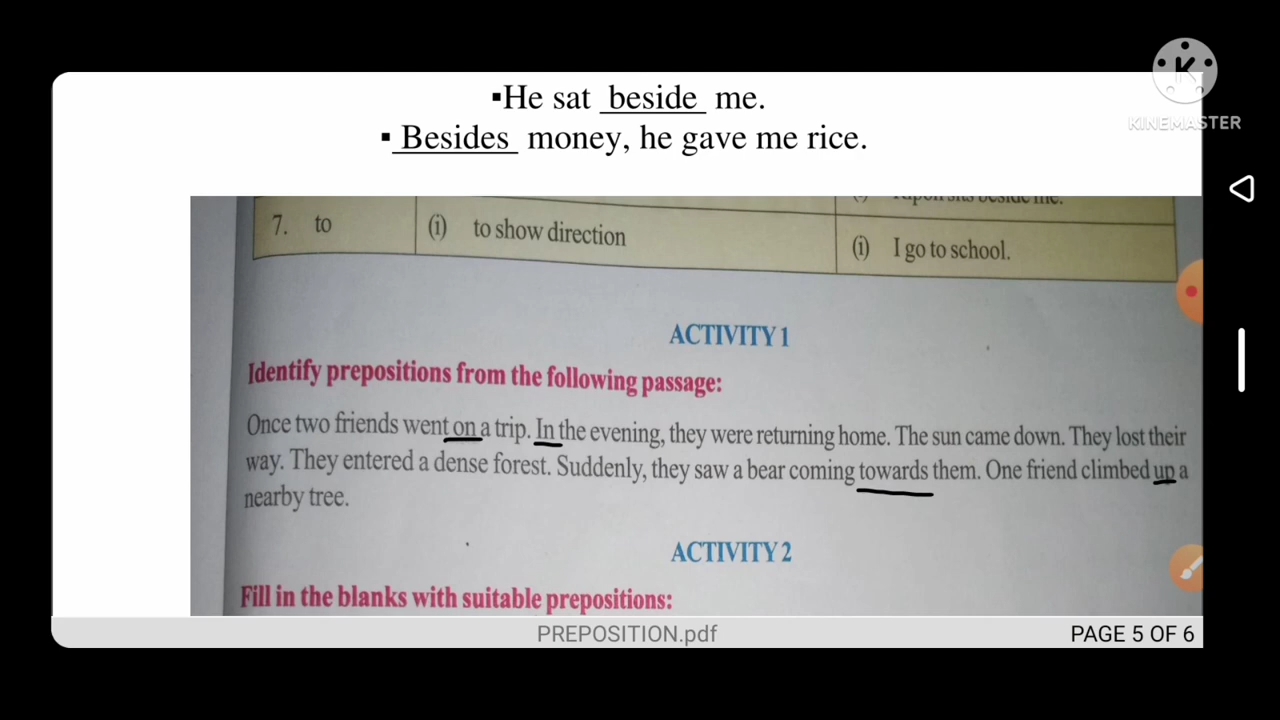 ▪He sat beside me.
▪ Besides money, he gave me rice.
KINEMASTER
7. to (i) to show direction (i) I go to school.
ACTIVITY 1
Identify prepositions from the following passage:
Once two friends went on a trip. In the evening, they were returning home. The sun came down. They lost their
way. They entered a dense forest. Suddenly, they saw a bear coming towards them. One friend climbed up a
nearby tree.
ACTIVITY 2
Fill in the blanks with suitable prepositions:
PREPOSITION.pdf PAGE 5 OF 6